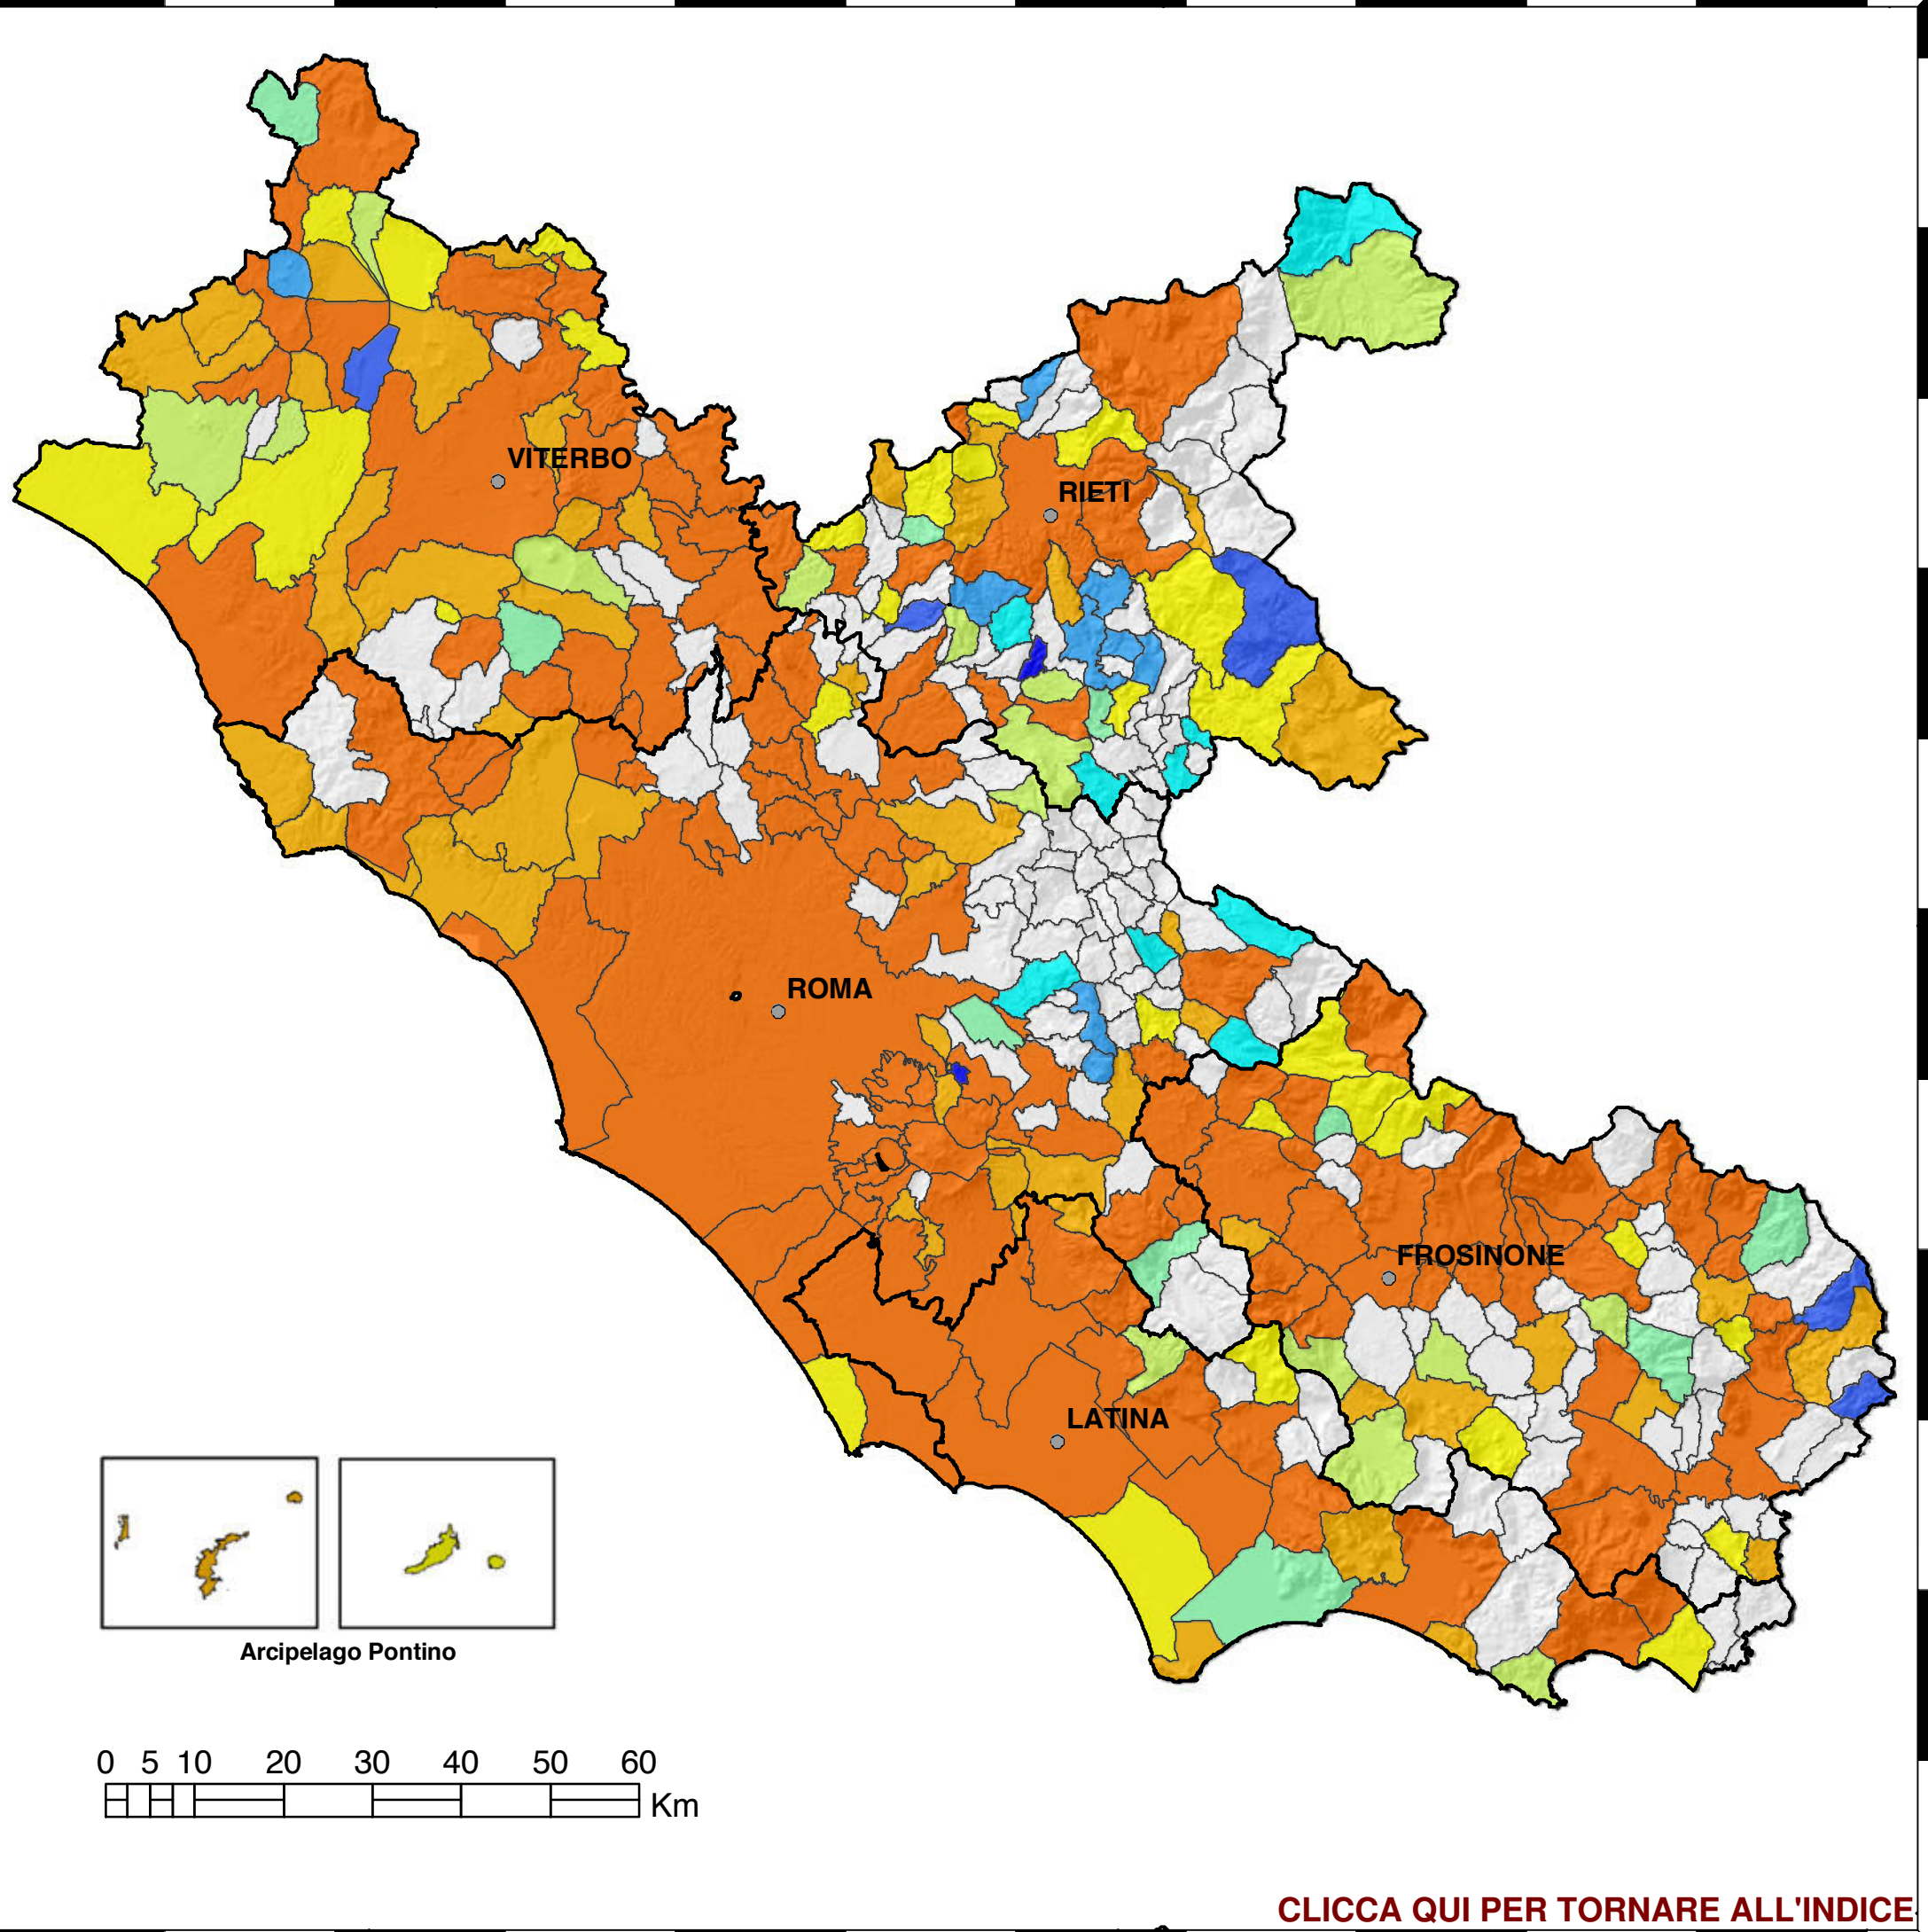 VITERBO
RIETI
ROMA
FROSINONE
LATINA
Arcipelago Pontino
0 5 10 20 30 40 50 60
Km
CLICCA QUI PER TORNARE ALL'INDICE